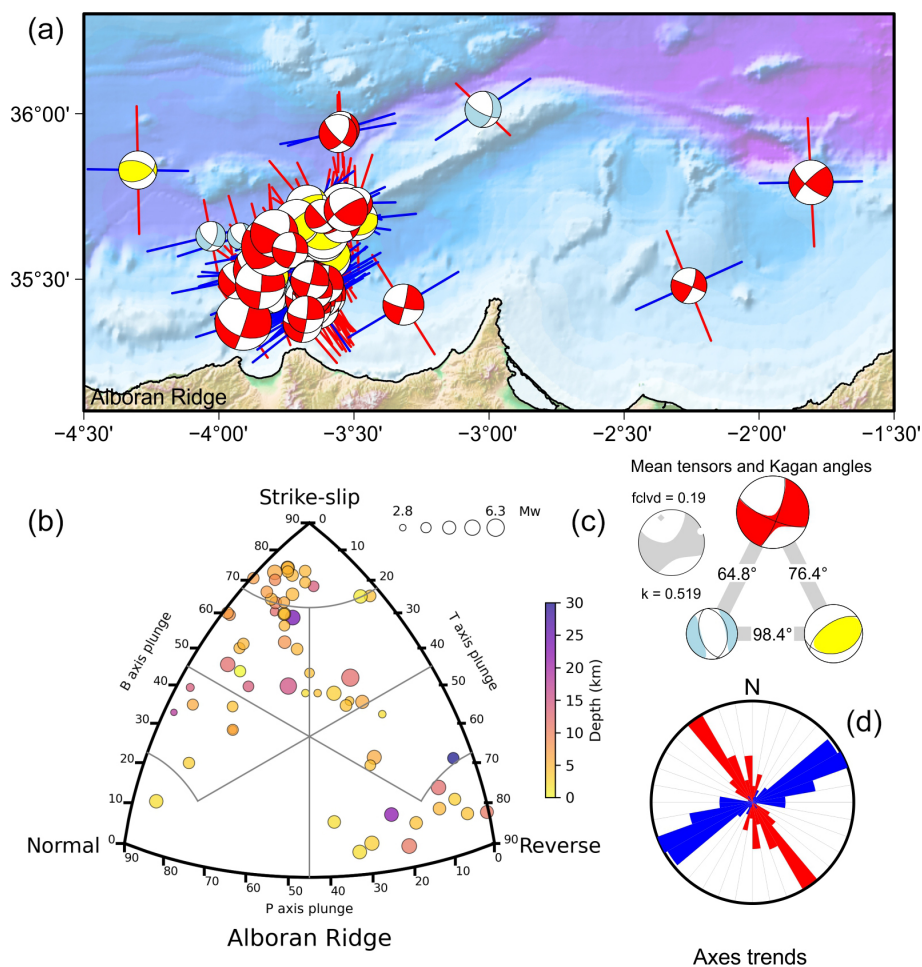 (a)
36°00'
35°30'
Alboran Ridge
−4°30' −4°00' −3°30' −3°00' −2°30' −2°00' −1°30'
Mean tensors and Kagan angles
(b)
Strike-slip
2.8 6.3 Mw
(c)
fclvd = 0.19
k = 0.519
64.8° 76.4°
98.4°
90 0
80 10
70 20
60 30
50 40
40 50
30 60
20 70
10 80
0 90
B axis plunge
T axis plunge
30
25
20
15
10
5
0
Depth (km)
Normal
Reverse
90 80 70 60 50 40 30 20 10 0
P axis plunge
Alboran Ridge
N
(d)
Axes trends